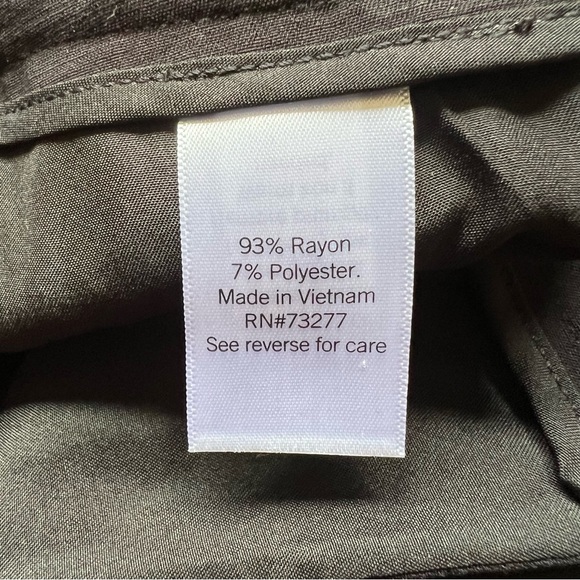 93% Rayon
7% Polyester.
Made in Vietnam
RN#73277
See reverse for care